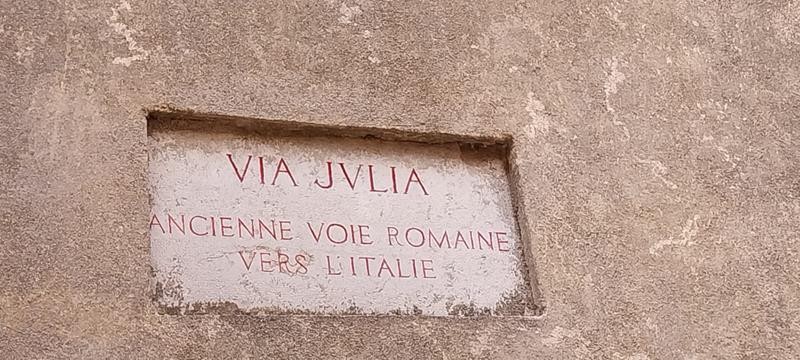 VIA JVLIA
ANCIENNE VOIE ROMAINE
VERS L'ITALIE